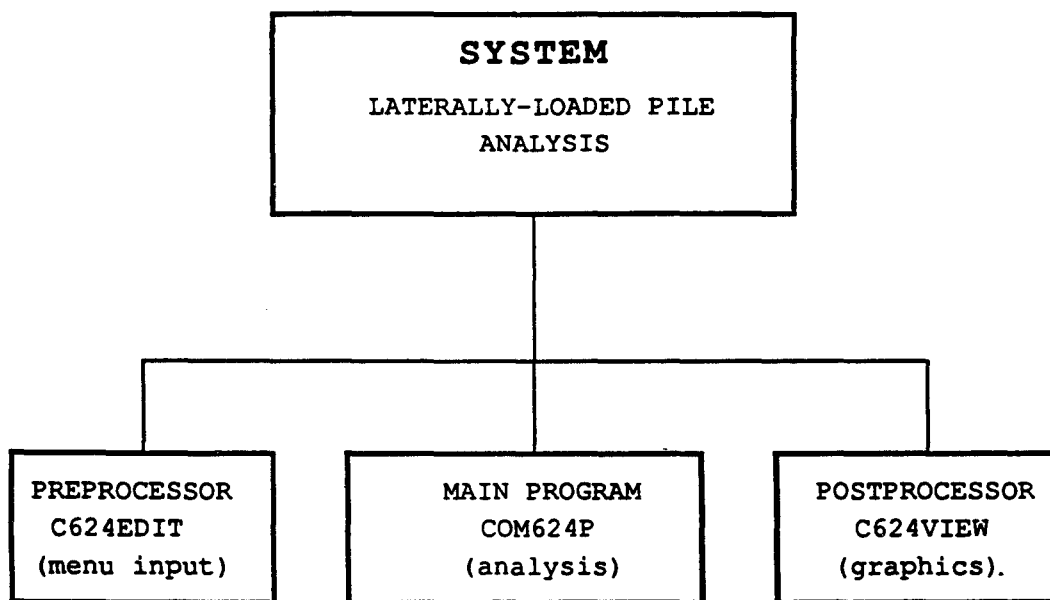 SYSTEM
LATERALLY-LOADED PILE
ANALYSIS
PREPROCESSOR
C624EDIT
(menu input)
MAIN PROGRAM
COM624P
(analysis)
POSTPROCESSOR
C624VIEW
(graphics).